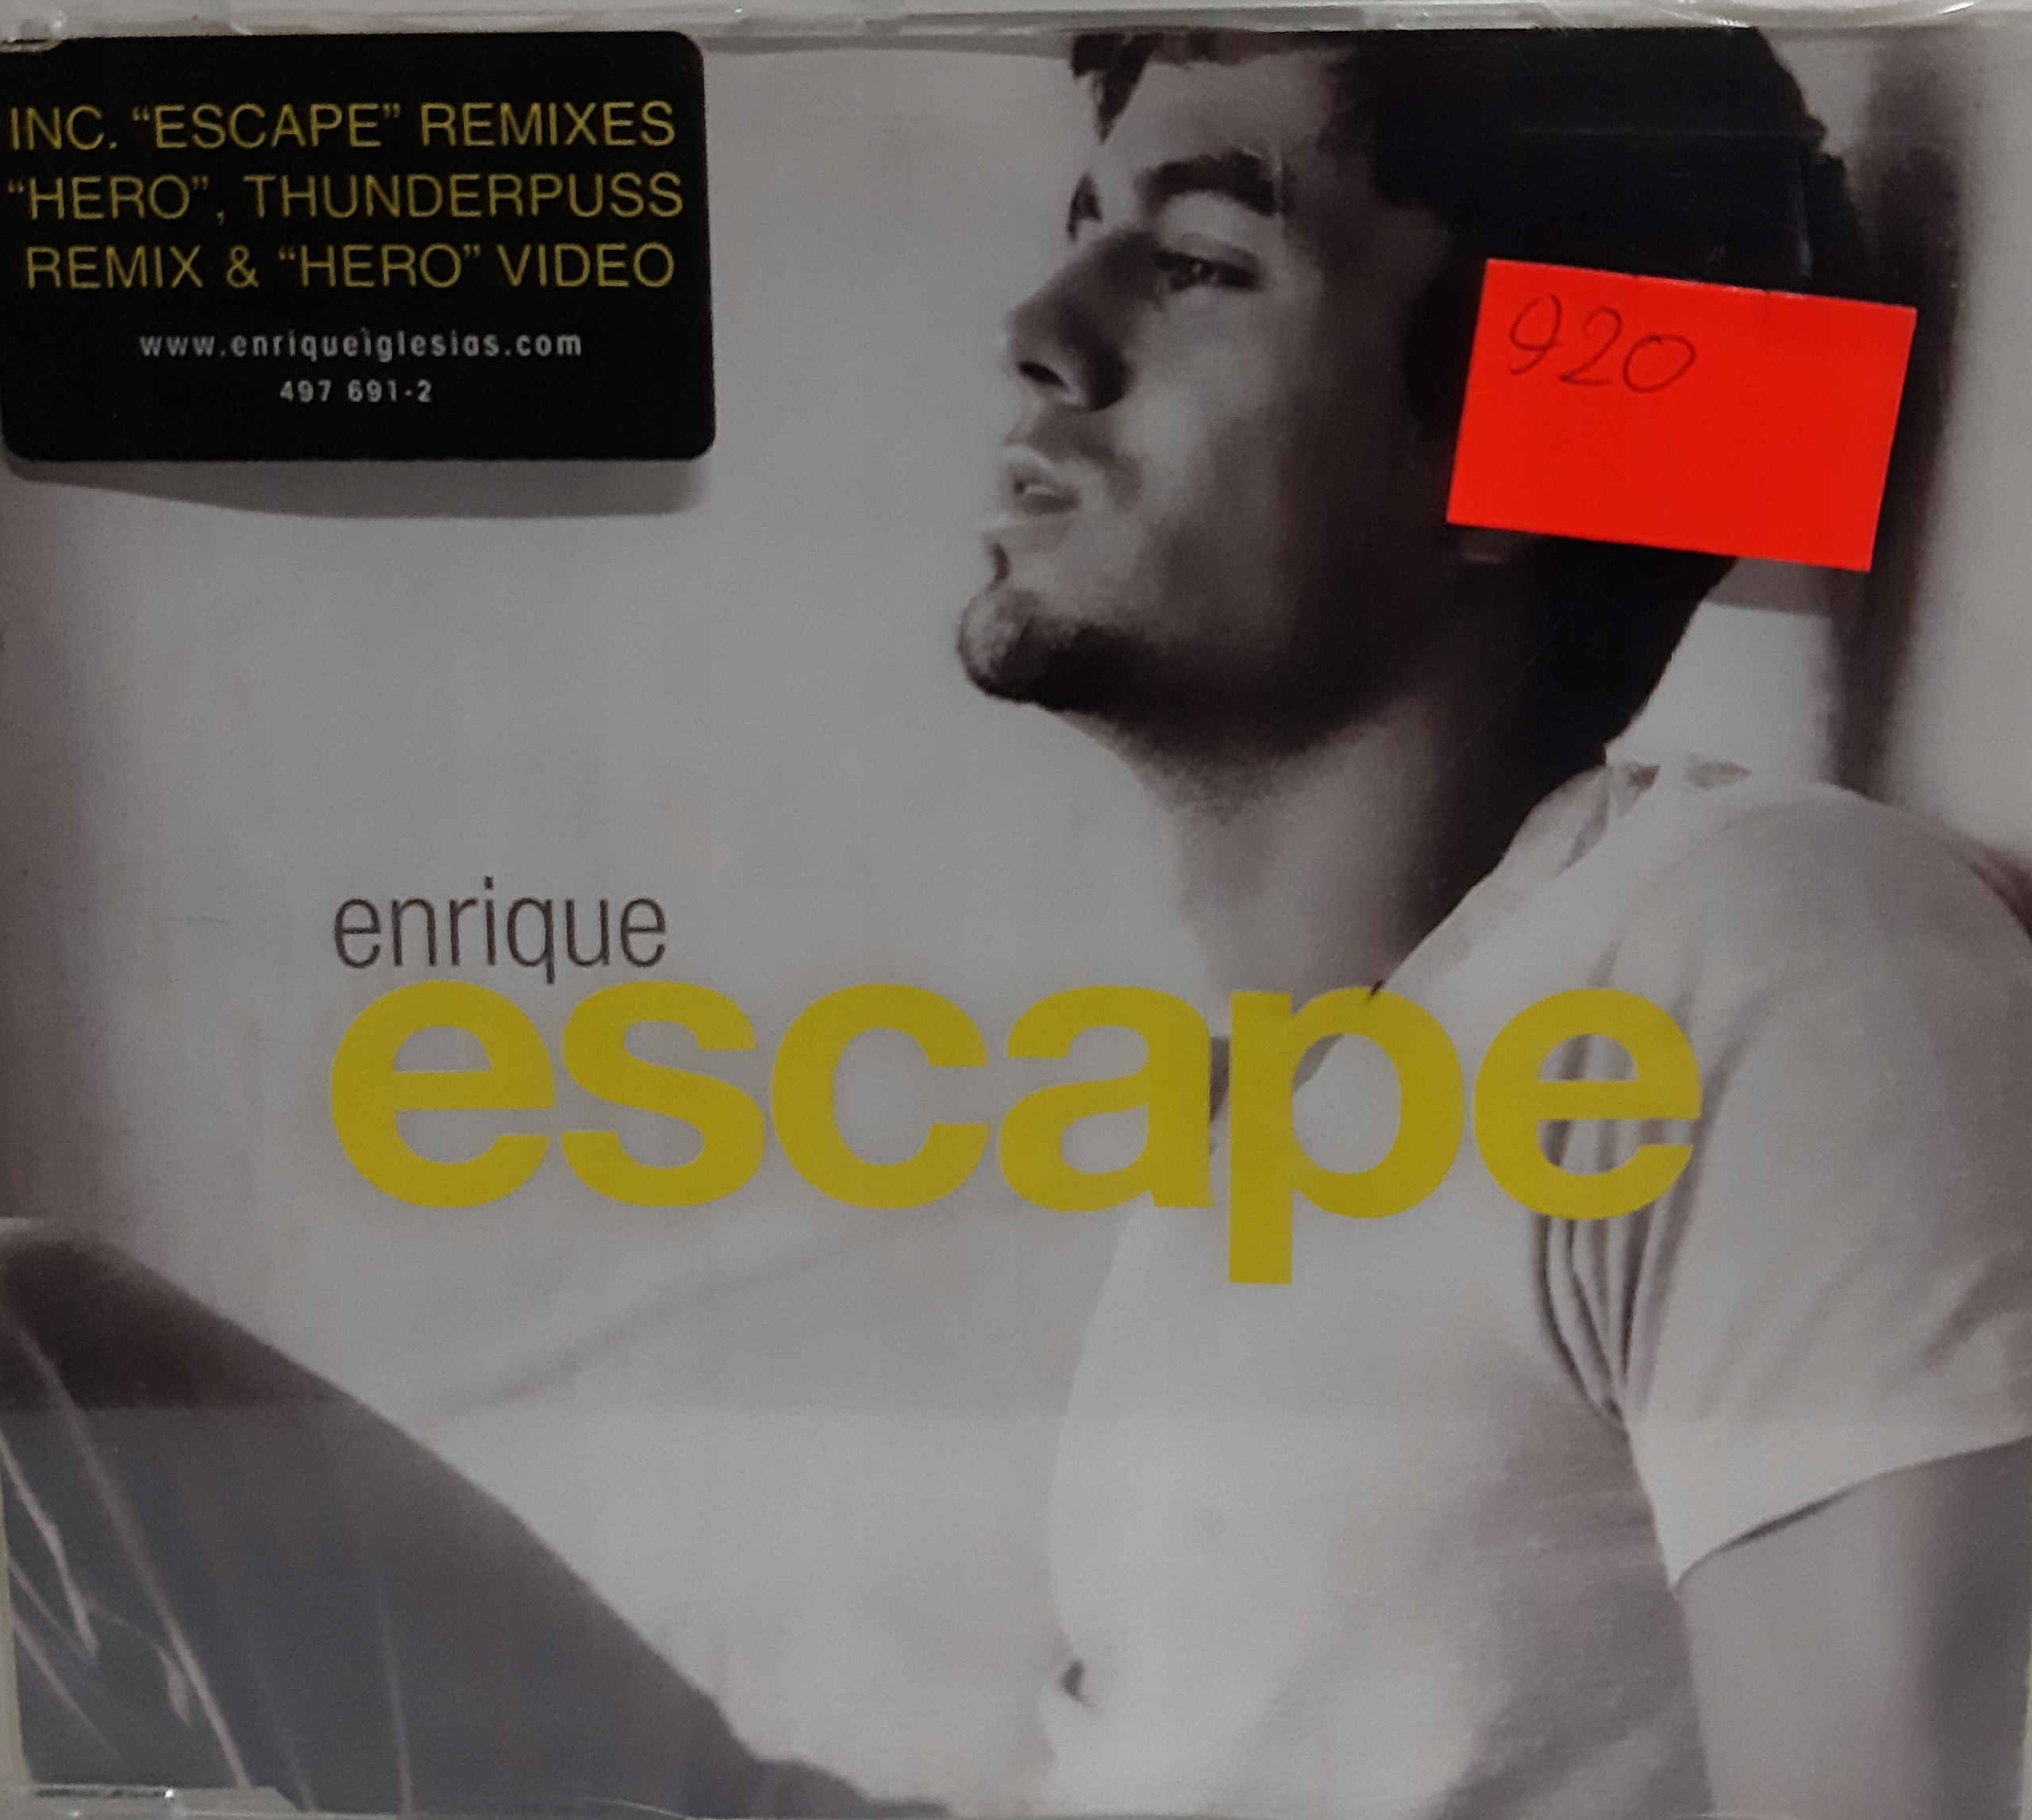 INC. “ESCAPE” REMIXES
“HERO”, THUNDERPUSS
REMIX & “HERO” VIDEO
www.enriqueiglesias.com
497 691-2
920
enrique
escape